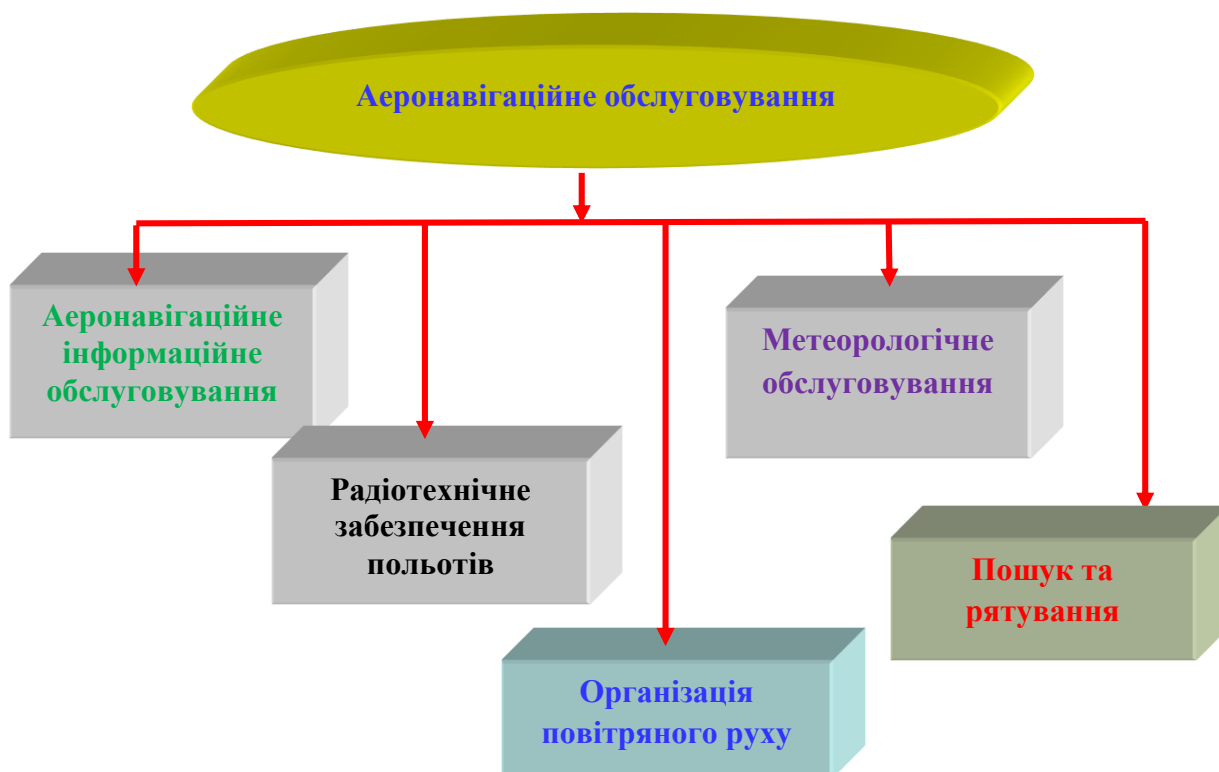 Аеронавігаційне обслуговування
Аеронавігаційне
інформаційне
обслуговування
Радіотехнічне
забезпечення
польотів
Організація
повітряного руху
Метеорологічне
обслуговування
Пошук та
рятування